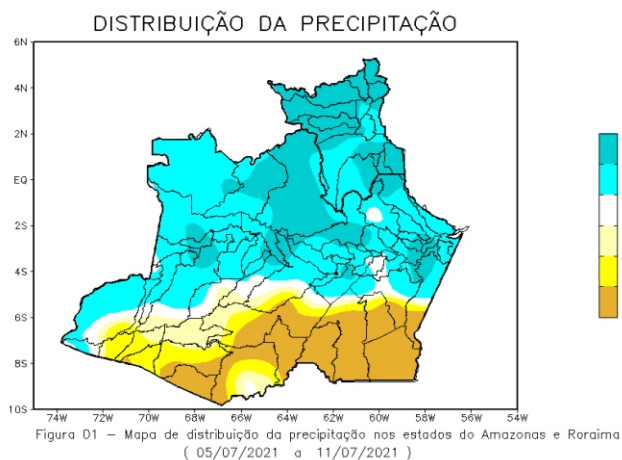 DISTRIBUIÇÃO DA PRECIPITAÇÃO
6N
4N
2N
EQ
2S
4S
6S
8S
10S
74W 72W 70W 68W 66W 64W 62W 60W 58W 56W 54W
Figura 01 – Mapa de distribuição da precipitação nos estados do Amazonas e Roraima
( 05/07/2021 a 11/07/2021 )